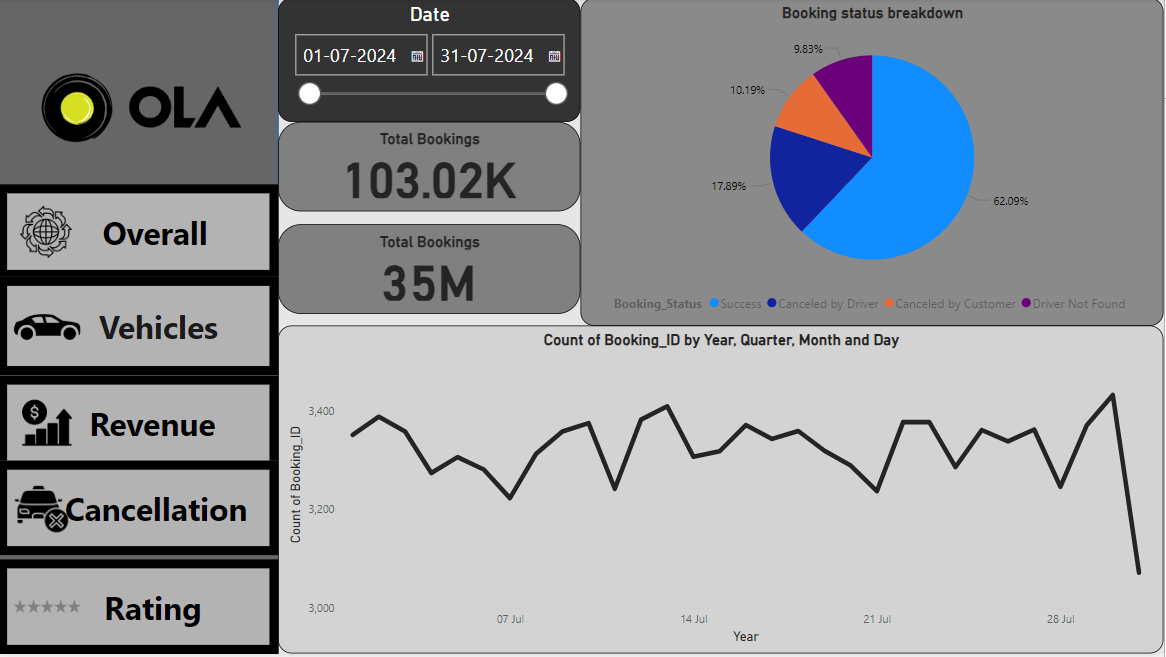 OLA
Overall
Vehicles
Revenue
Cancellation
Rating
Date
01-07-2024 31-07-2024
Total Bookings
103.02K
Total Bookings
35M
Booking status breakdown
9.83%
10.19%
17.89%
62.09%
Booking_Status Success Canceled by Driver Canceled by Customer Driver Not Found
Count of Booking_ID by Year, Quarter, Month and Day
Count of Booking_ID
3,400
3,200
3,000
07 Jul 14 Jul 21 Jul 28 Jul
Year